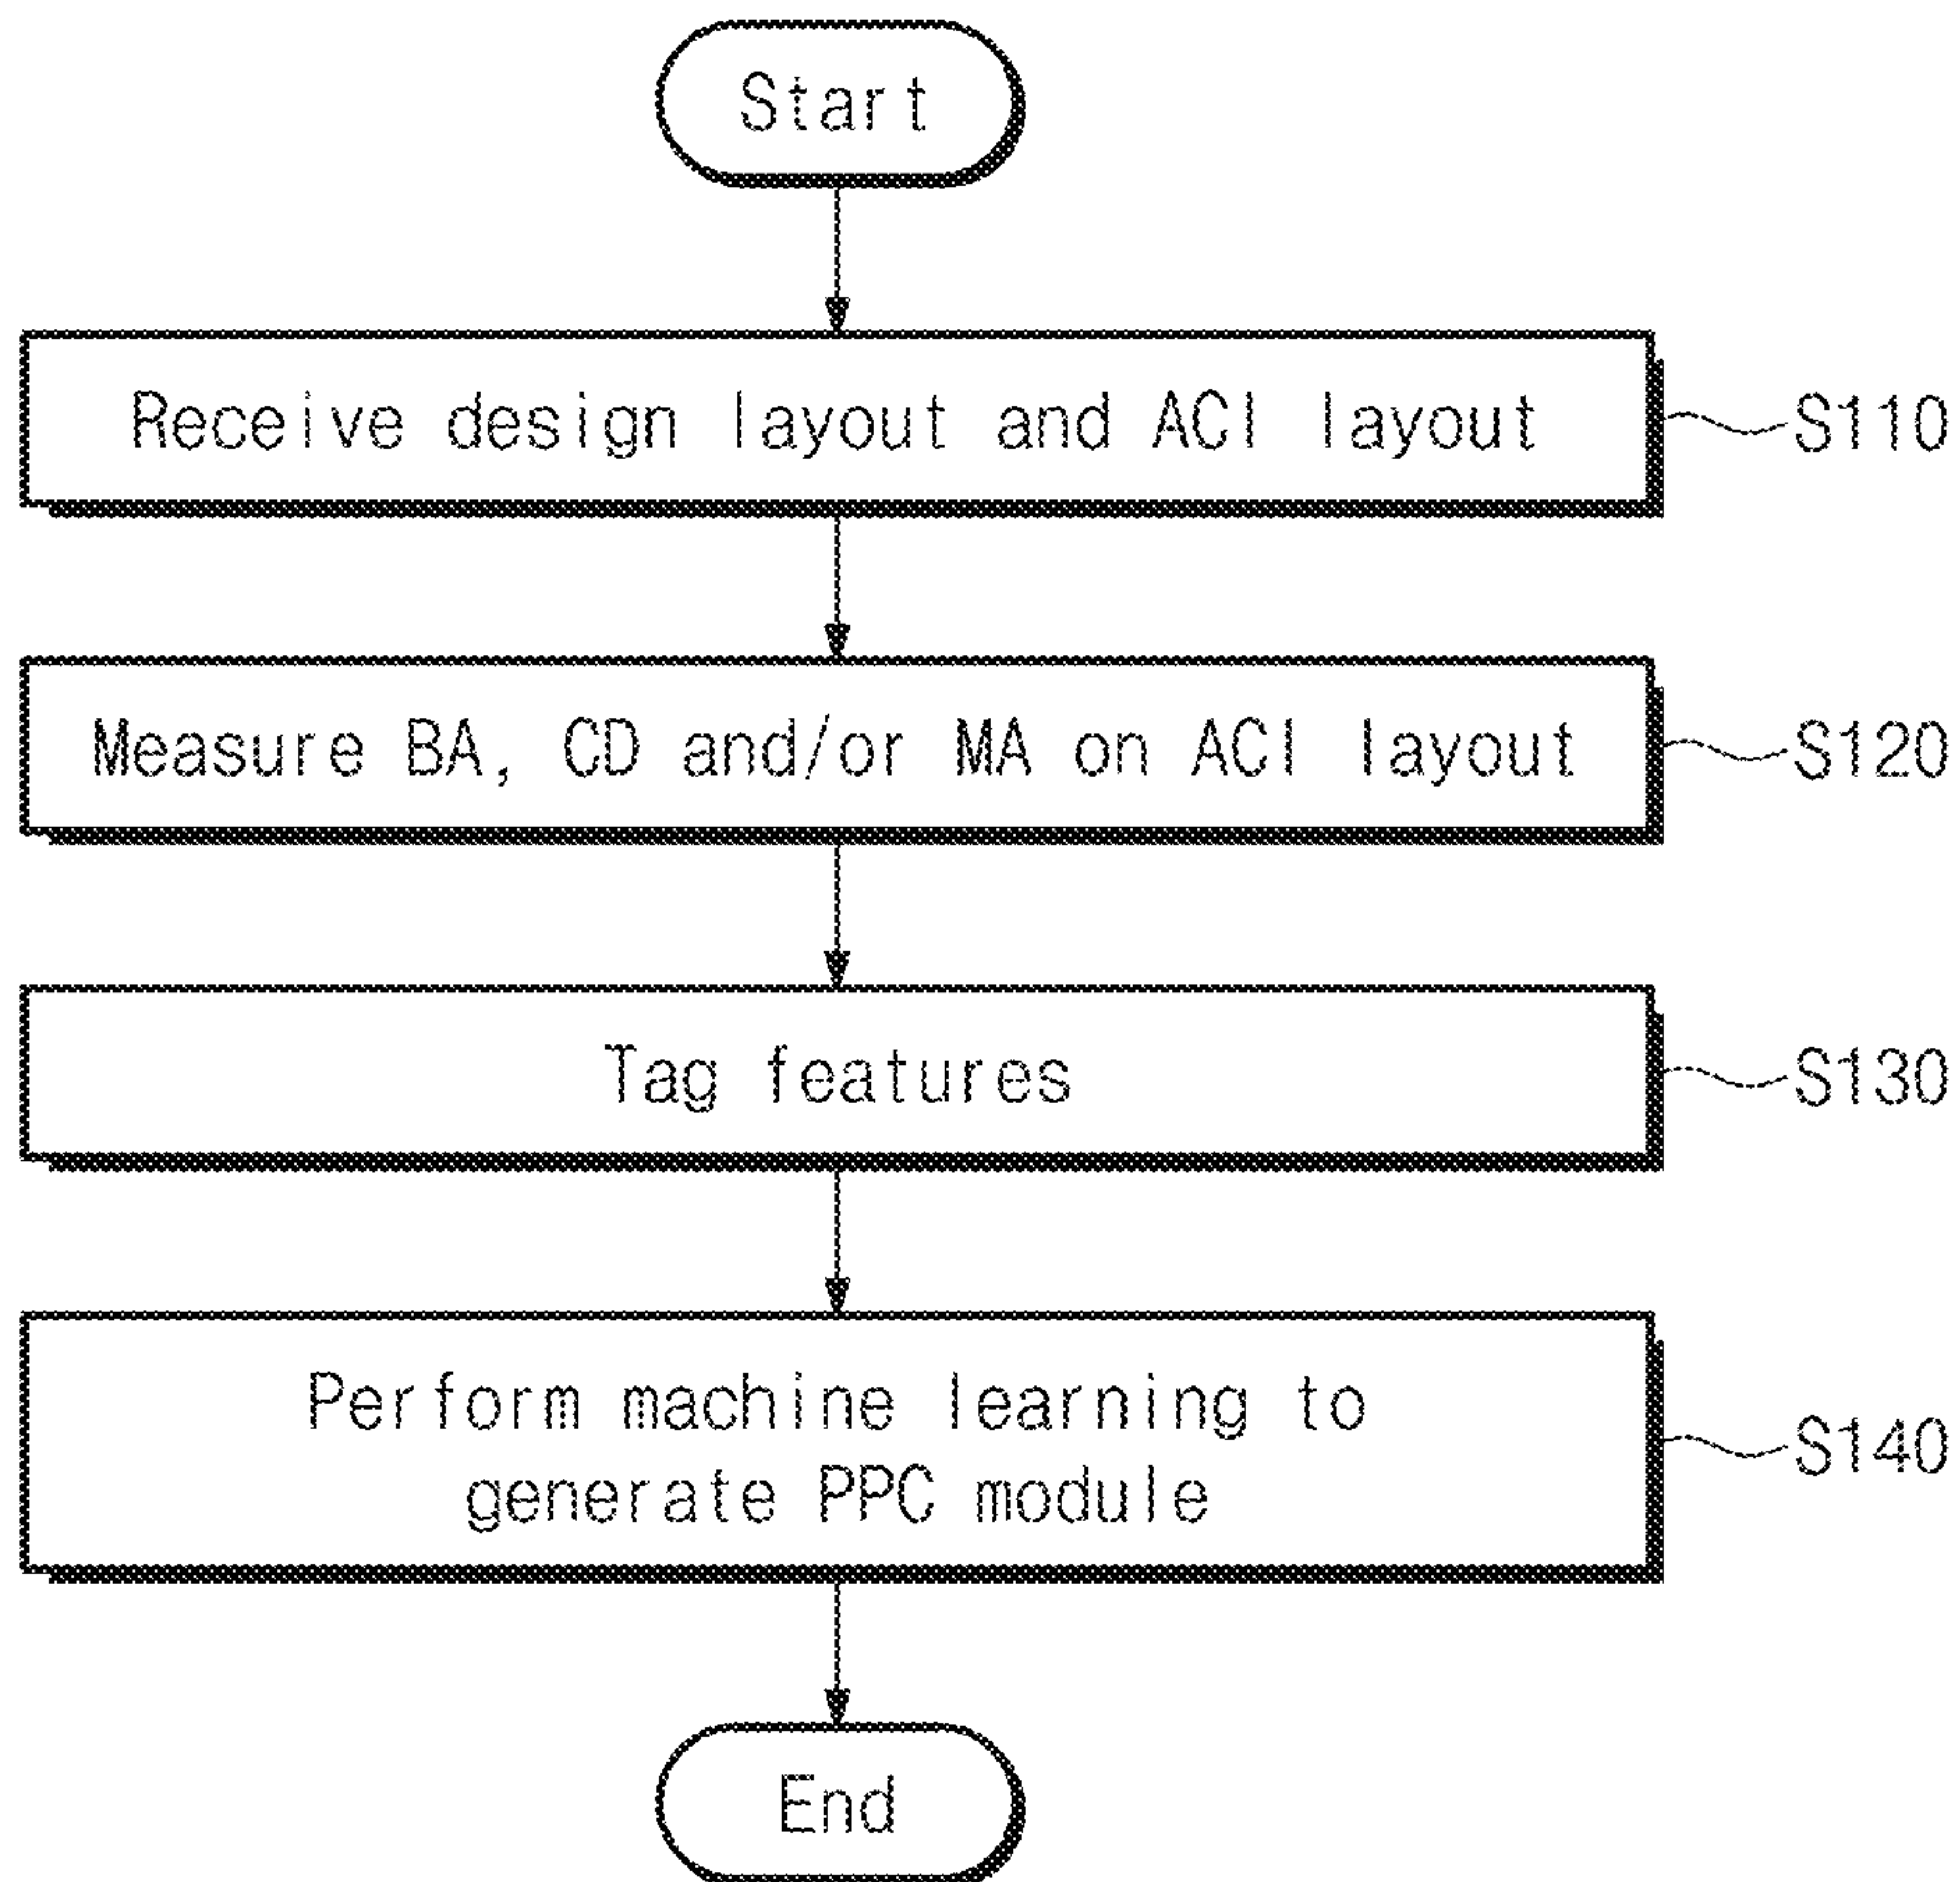 Start
Receive design layout and ACI layout
S110
Measure BA, CD and/or MA on ACI layout
S120
Tag features
S130
Perform machine learning to
generate PPC module
S140
End